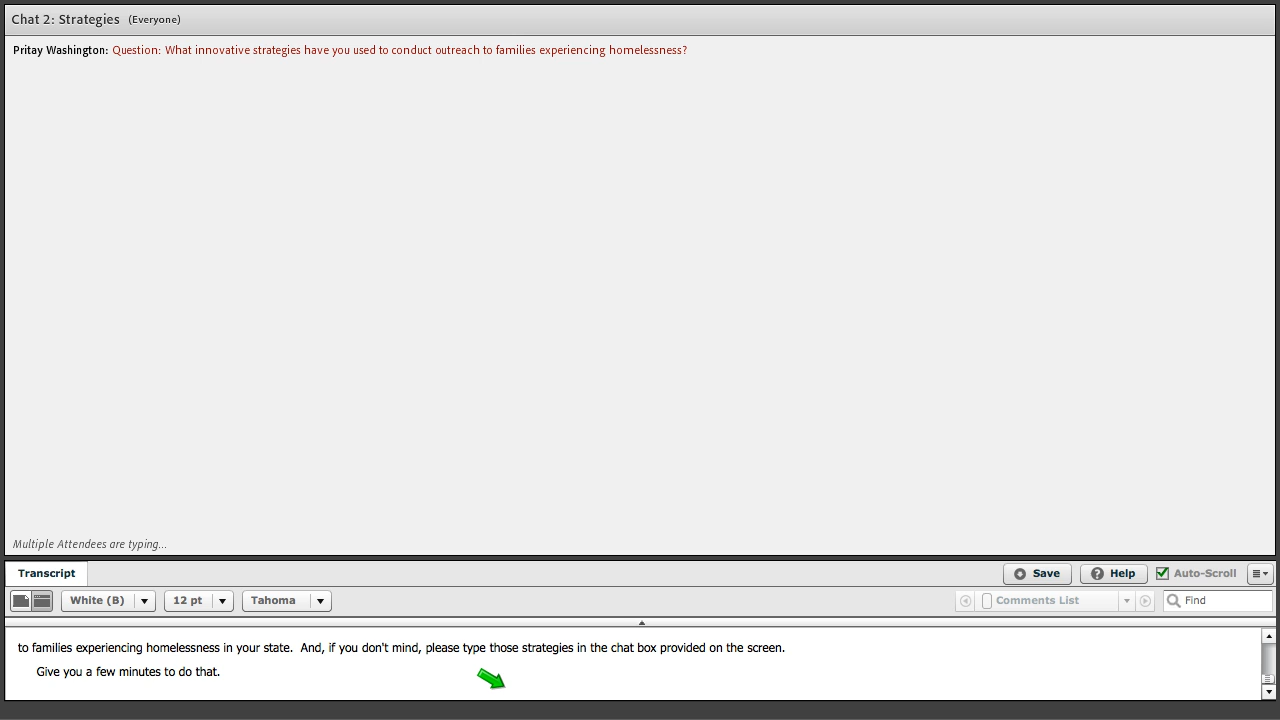 Chat 2: Strategies (Everyone)
Pritay Washington: Question: What innovative strategies have you used to conduct outreach to families experiencing homelessness?
Multiple Attendees are typing...
Transcript Save Help Auto-Scroll
White (B) 12 pt Tahoma Comments List Find
to families experiencing homelessness in your state. And, if you don't mind, please type those strategies in the chat box provided on the screen.
Give you a few minutes to do that.